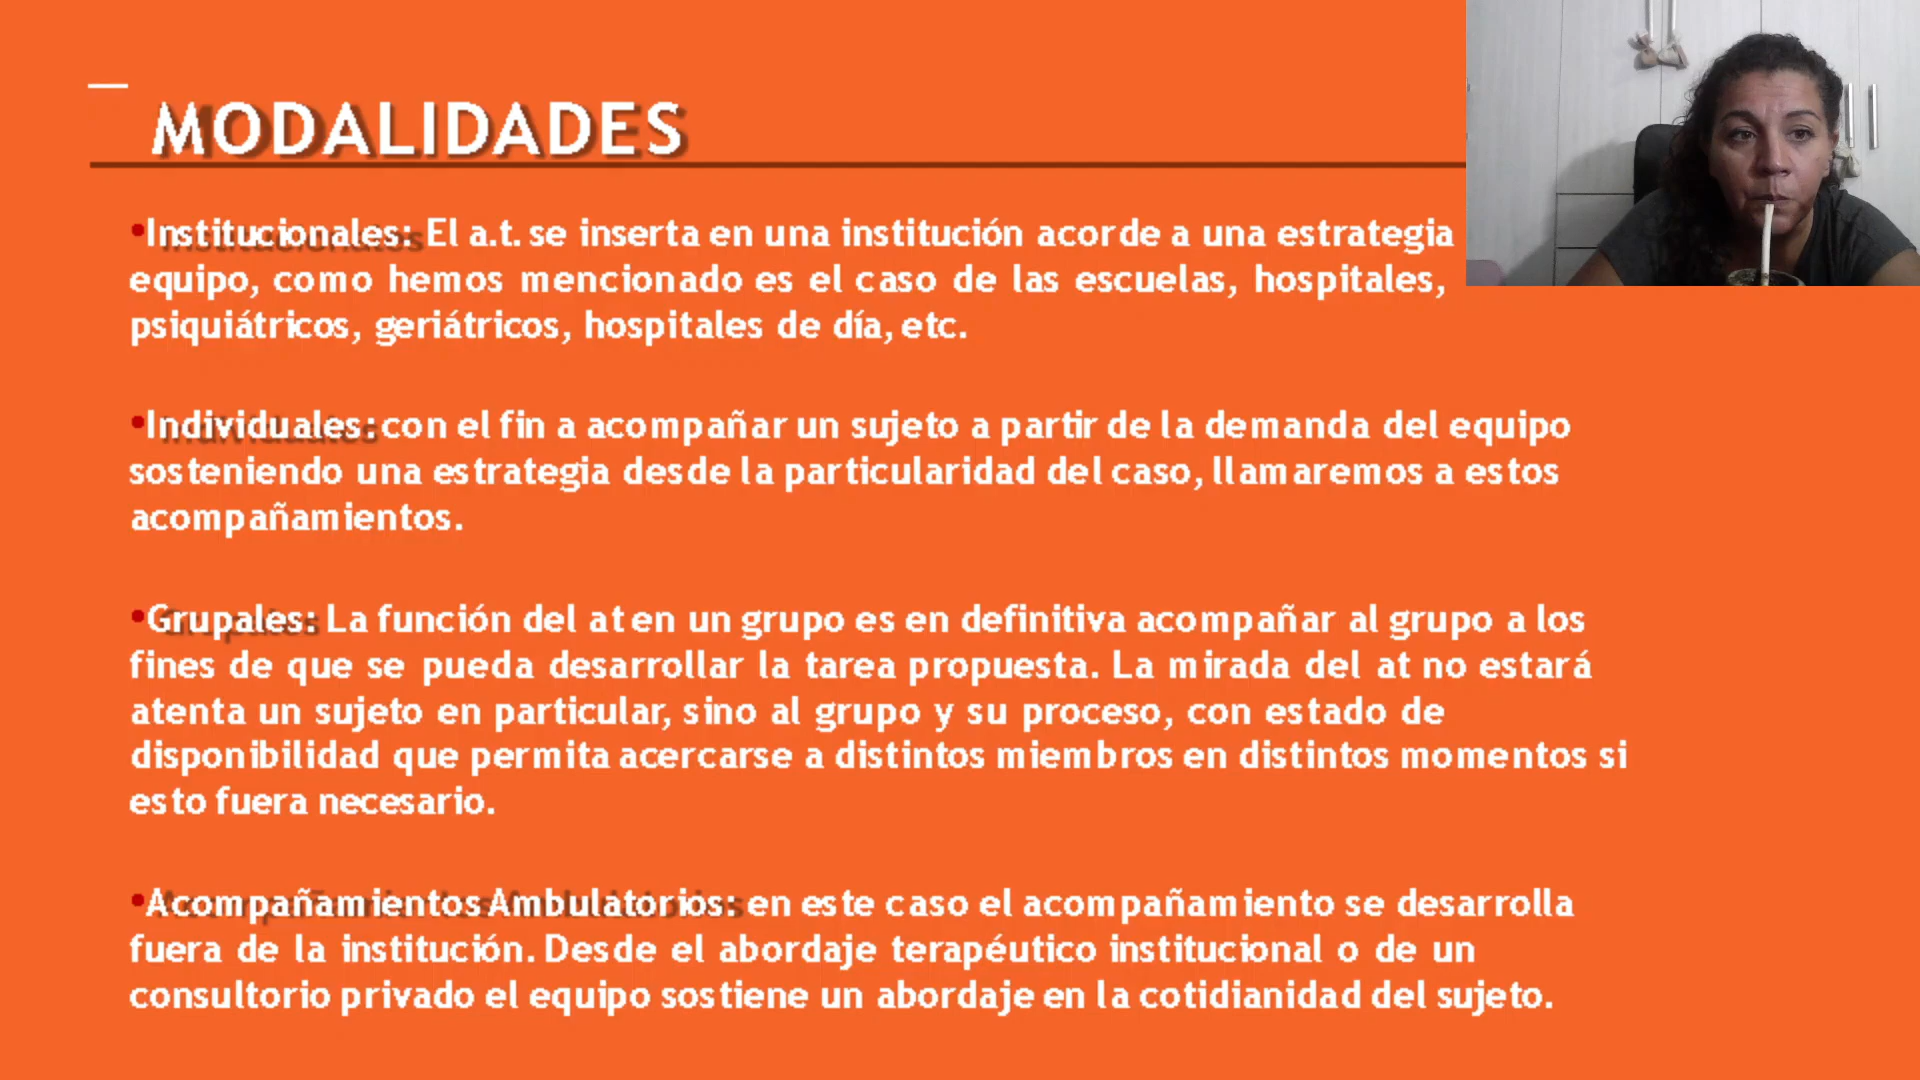 MODALIDADES
•Institucionales: El a.t. se inserta en una institución acorde a una estrategia
equipo, como hemos mencionado es el caso de las escuelas, hospitales,
psiquiátricos, geriátricos, hospitales de día, etc.
•Individuales: con el fin a acompañar un sujeto a partir de la demanda del equipo
sosteniendo una estrategia desde la particularidad del caso, llamaremos a estos
acompañamientos.
•Grupales: La función del at en un grupo es en definitiva acompañar al grupo a los
fines de que se pueda desarrollar la tarea propuesta. La mirada del at no estará
atenta un sujeto en particular, sino al grupo y su proceso, con estado de
disponibilidad que permita acercarse a distintos miembros en distintos momentos si
esto fuera necesario.
•Acompañamientos Ambulatorios: en este caso el acompañamiento se desarrolla
fuera de la institución. Desde el abordaje terapéutico institucional o de un
consultorio privado el equipo sostiene un abordaje en la cotidianidad del sujeto.